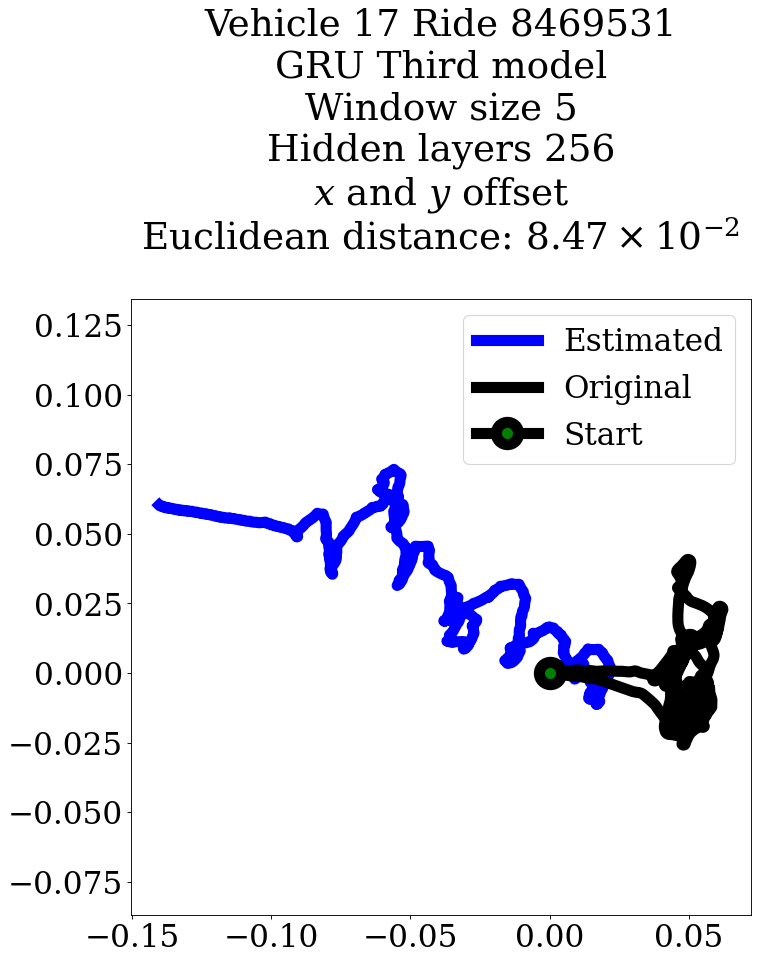 Vehicle 17 Ride 8469531
GRU Third model
Window size 5
Hidden layers 256
x and y offset
Euclidean distance: 8.47 × 10⁻²
Estimated
Original
Start
0.125
0.100
0.075
0.050
0.025
0.000
−0.025
−0.050
−0.075
−0.15 −0.10 −0.05 0.00 0.05